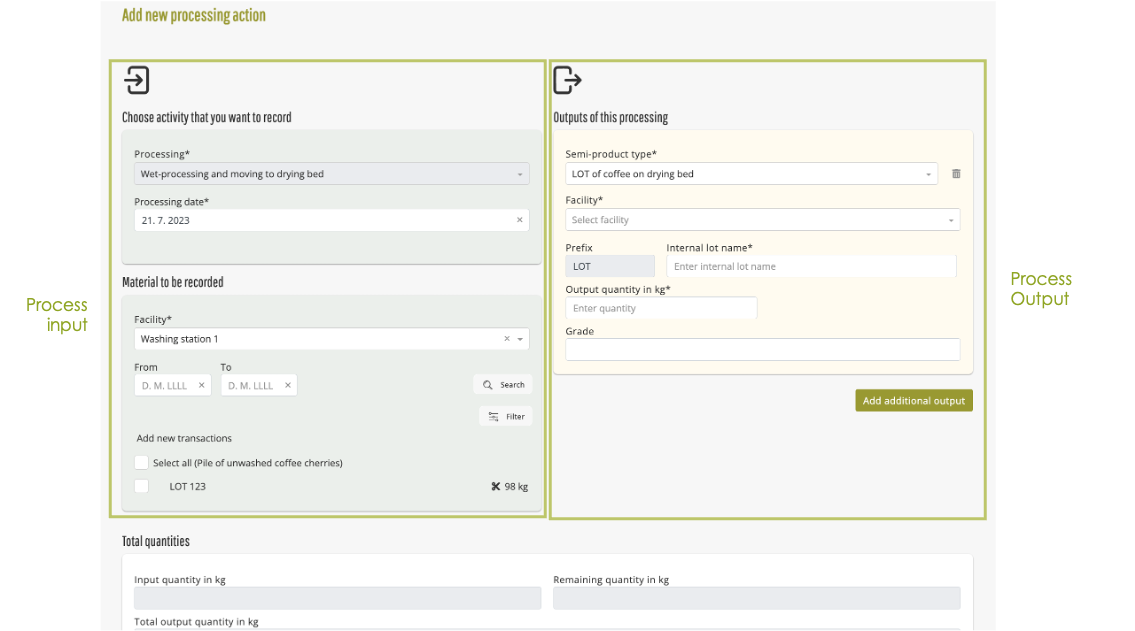 Add new processing action
Choose activity that you want to record
Processing*
Wet-processing and moving to drying bed
Processing date*
21. 7. 2023
Material to be recorded
Facility*
Washing station 1
From To
D. M. LLLL D. M. LLLL
Search
Filter
Add new transactions
Select all (Pile of unwashed coffee cherries)
LOT 123 98 kg
Process
input
Outputs of this processing
Semi-product type*
LOT of coffee on drying bed
Facility*
Select facility
Prefix Internal lot name*
LOT Enter internal lot name
Output quantity in kg*
Enter quantity
Grade
Add additional output
Process
Output
Total quantities
Input quantity in kg Remaining quantity in kg
Total output quantity in kg